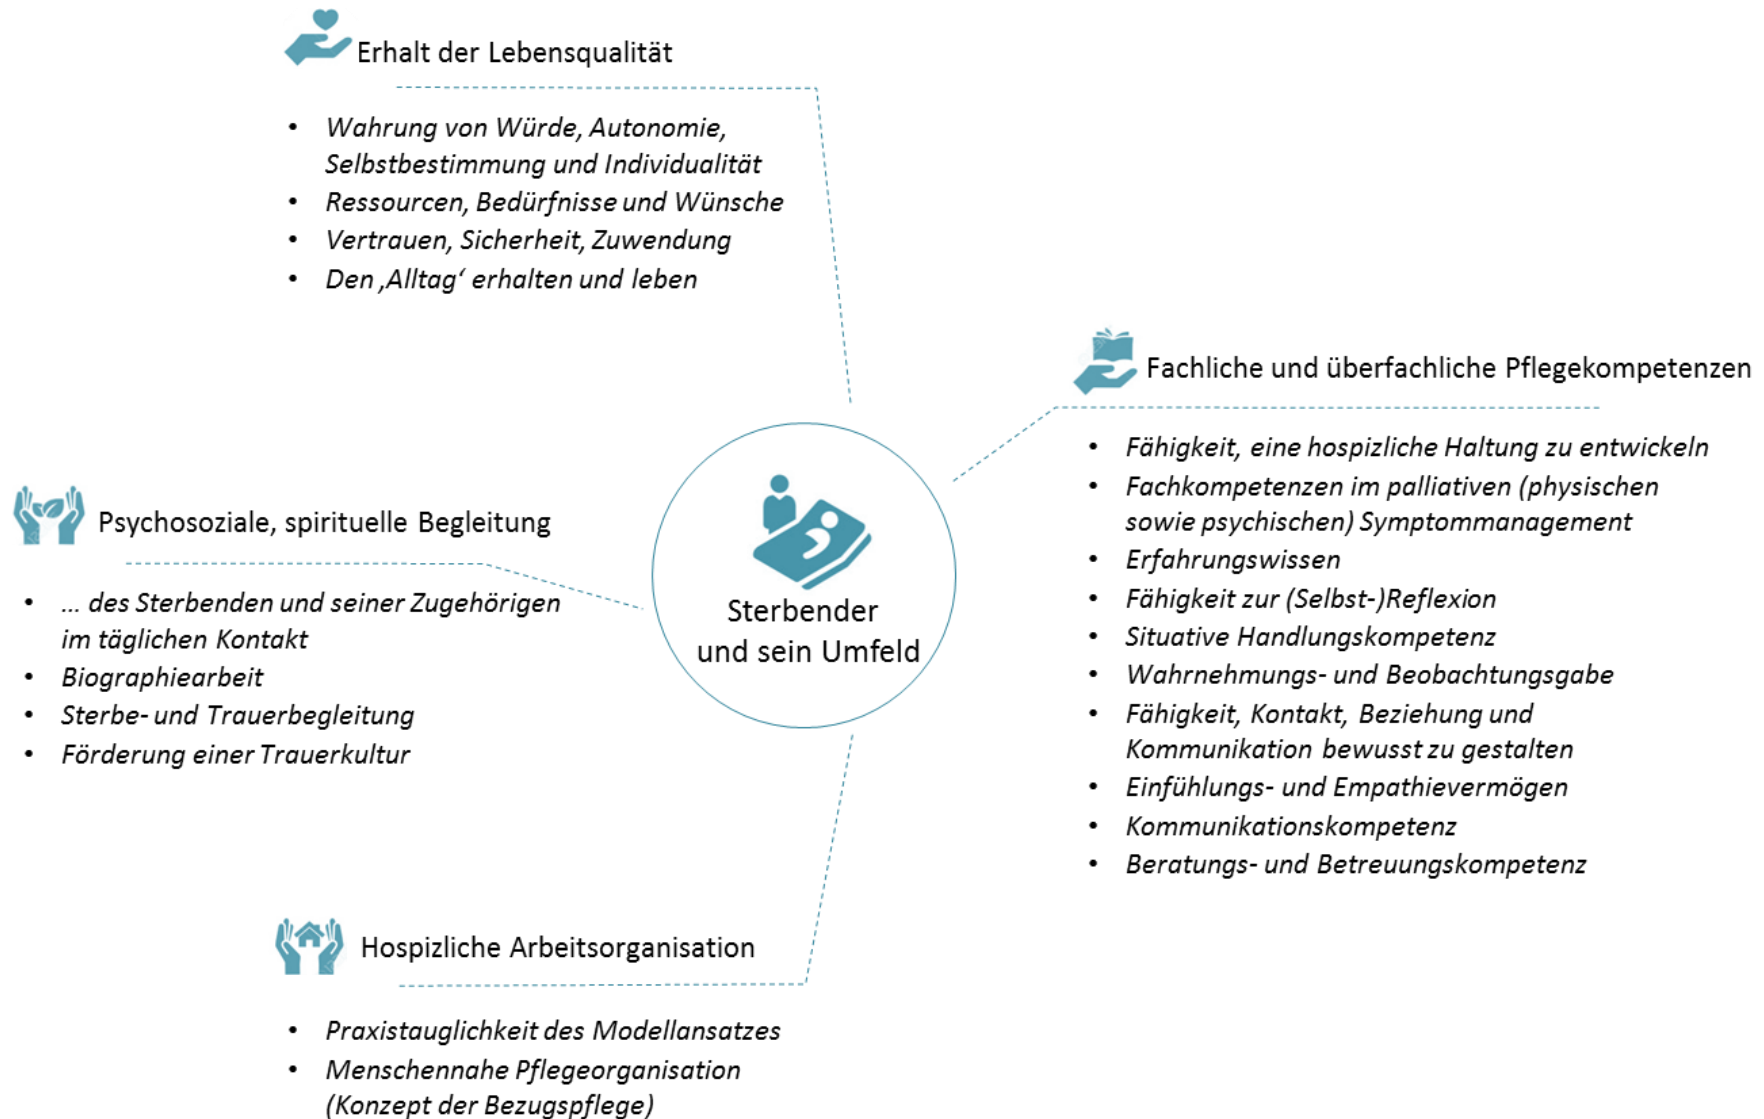 Erhalt der Lebensqualität
• Wahrung von Würde, Autonomie,
Selbstbestimmung und Individualität
• Ressourcen, Bedürfnisse und Wünsche
• Vertrauen, Sicherheit, Zuwendung
• Den ‚Alltag‘ erhalten und leben
Fachliche und überfachliche Pflegekompetenzen
• Fähigkeit, eine hospizliche Haltung zu entwickeln
• Fachkompetenzen im palliativen (physischen
sowie psychischen) Symptommanagement
• Erfahrungswissen
• Fähigkeit zur (Selbst-)Reflexion
• Situative Handlungskompetenz
• Wahrnehmungs- und Beobachtungsgabe
• Fähigkeit, Kontakt, Beziehung und
Kommunikation bewusst zu gestalten
• Einfühlungs- und Empathievermögen
• Kommunikationskompetenz
• Beratungs- und Betreuungskompetenz
Psychosoziale, spirituelle Begleitung
• … des Sterbenden und seiner Zugehörigen
im täglichen Kontakt
• Biographiearbeit
• Sterbe- und Trauerbegleitung
• Förderung einer Trauerkultur
Sterbender
und sein Umfeld
Hospizliche Arbeitsorganisation
• Praxistauglichkeit des Modellansatzes
• Menschennahe Pflegeorganisation
(Konzept der Bezugspflege)